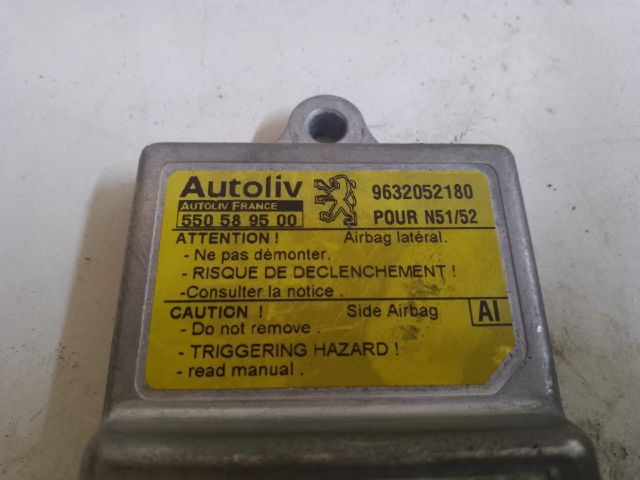 Autoliv 9632052180
AUTOLIV FRANCE
550 58 95 00 POUR N51/52
ATTENTION ! Airbag latéral.
- Ne pas démonter.
- RISQUE DE DECLENCHEMENT !
-Consulter la notice .
CAUTION ! Side Airbag AI
- Do not remove .
- TRIGGERING HAZARD !
- read manual .